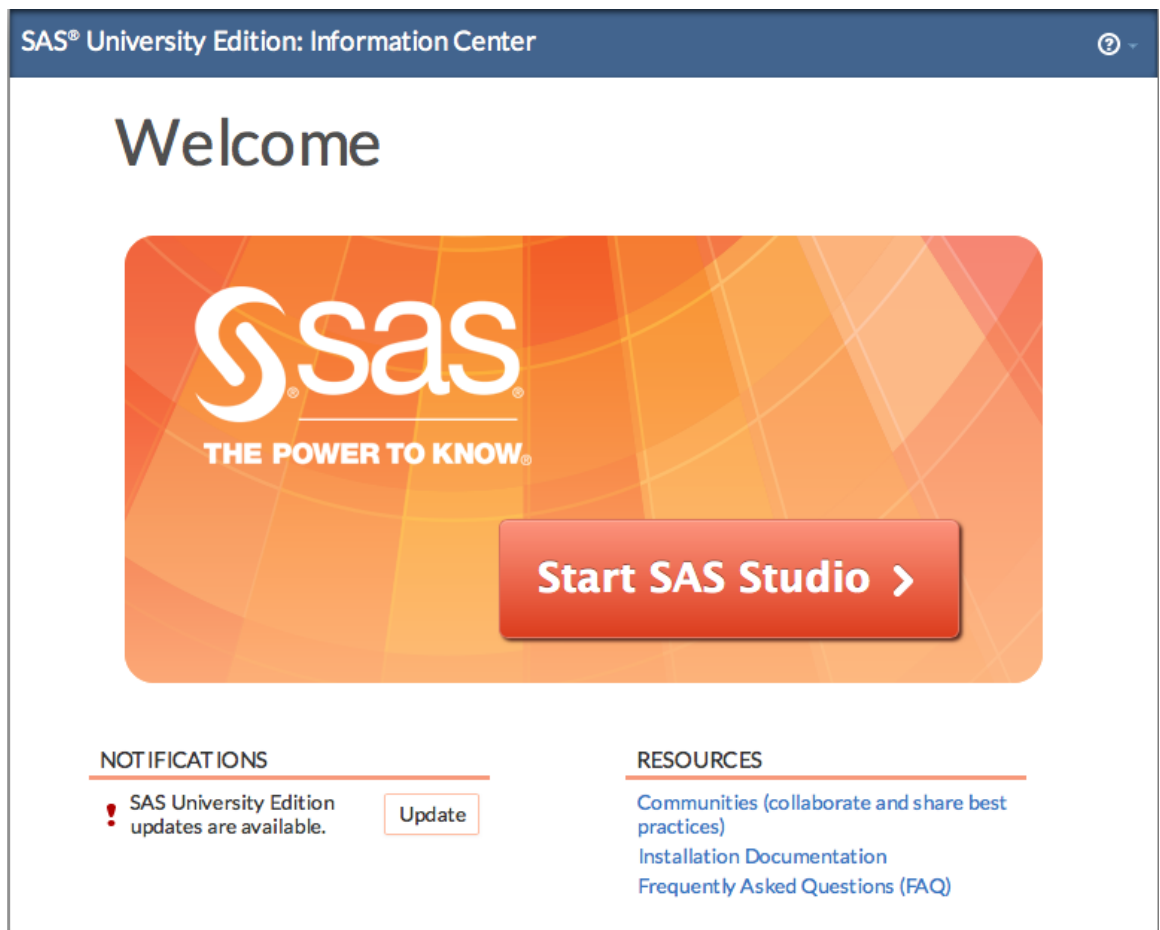 SAS® University Edition: Information Center
Welcome
sas®
THE POWER TO KNOW®
Start SAS Studio
NOTIFICATIONS
SAS University Edition
updates are available.
Update
RESOURCES
Communities (collaborate and share best
practices)
Installation Documentation
Frequently Asked Questions (FAQ)